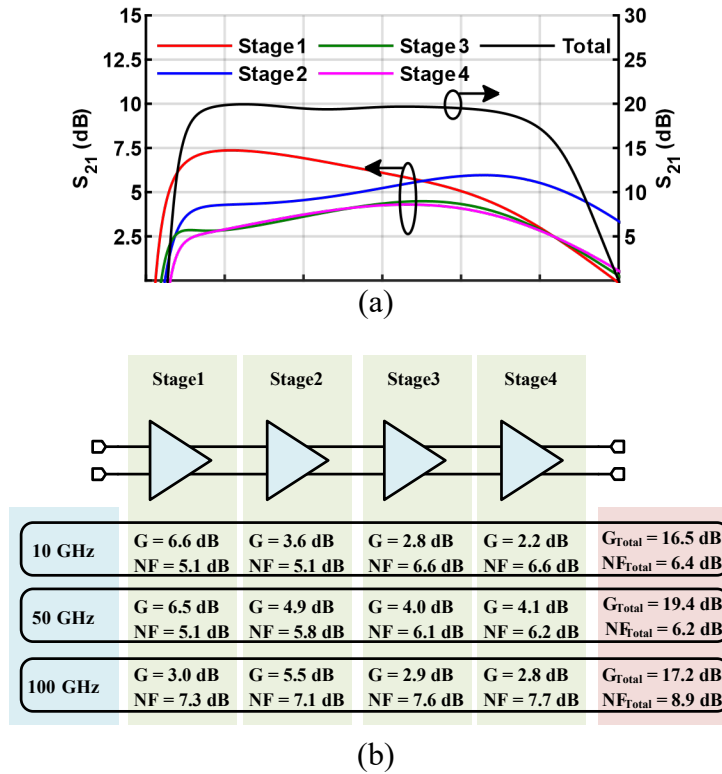 15
12.5
10
7.5
5
2.5
S21 (dB)
Stage1
Stage2
Stage3
Stage4
Total
30
25
20
15
10
5
S21 (dB)
(a)
Stage1 Stage2 Stage3 Stage4
10 GHz
G = 6.6 dB G = 3.6 dB G = 2.8 dB G = 2.2 dB GTotal = 16.5 dB
NF = 5.1 dB NF = 5.1 dB NF = 6.6 dB NF = 6.6 dB NFTotal = 6.4 dB
50 GHz
G = 6.5 dB G = 4.9 dB G = 4.0 dB G = 4.1 dB GTotal = 19.4 dB
NF = 5.1 dB NF = 5.8 dB NF = 6.1 dB NF = 6.2 dB NFTotal = 6.2 dB
100 GHz
G = 3.0 dB G = 5.5 dB G = 2.9 dB G = 2.8 dB GTotal = 17.2 dB
NF = 7.3 dB NF = 7.1 dB NF = 7.6 dB NF = 7.7 dB NFTotal = 8.9 dB
(b)